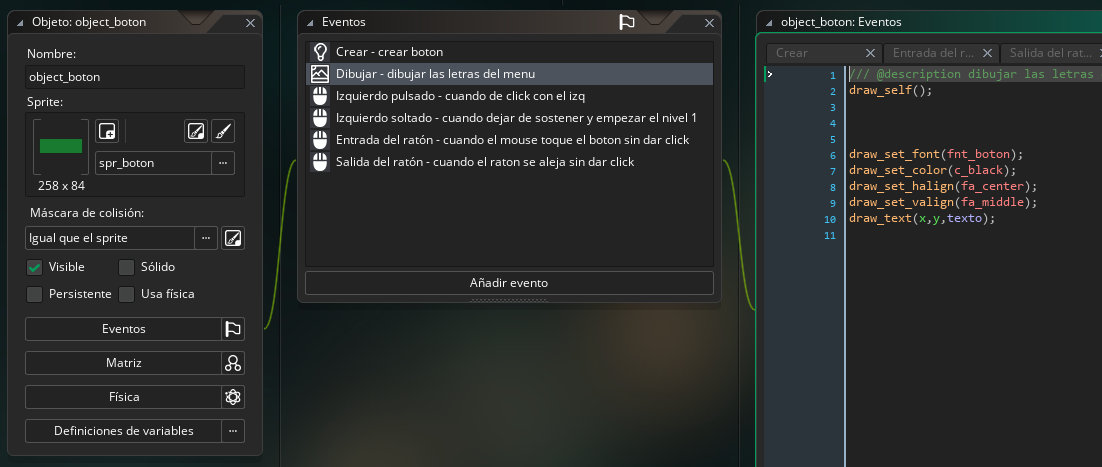 Objeto: object_boton
Nombre:
object_boton
Sprite:
spr_boton
...
258 x 84
Máscara de colisión:
Igual que el sprite
...
Visible
Sólido
Persistente
Usa física
Eventos
Matriz
Física
Definiciones de variables
...
Eventos
Crear - crear boton
Dibujar - dibujar las letras del menu
Izquierdo pulsado - cuando de click con el izq
Izquierdo soltado - cuando dejar de sostener y empezar el nivel 1
Entrada del ratón - cuando el mouse toque el boton sin dar click
Salida del ratón - cuando el raton se aleja sin dar click
Añadir evento
object_boton: Eventos
Crear
Entrada del r...
Salida del rat...
1 /// @description dibujar las letras
2 draw_self();
3
4
5
6 draw_set_font(fnt_boton);
7 draw_set_color(c_black);
8 draw_set_halign(fa_center);
9 draw_set_valign(fa_middle);
10 draw_text(x,y,texto);
11